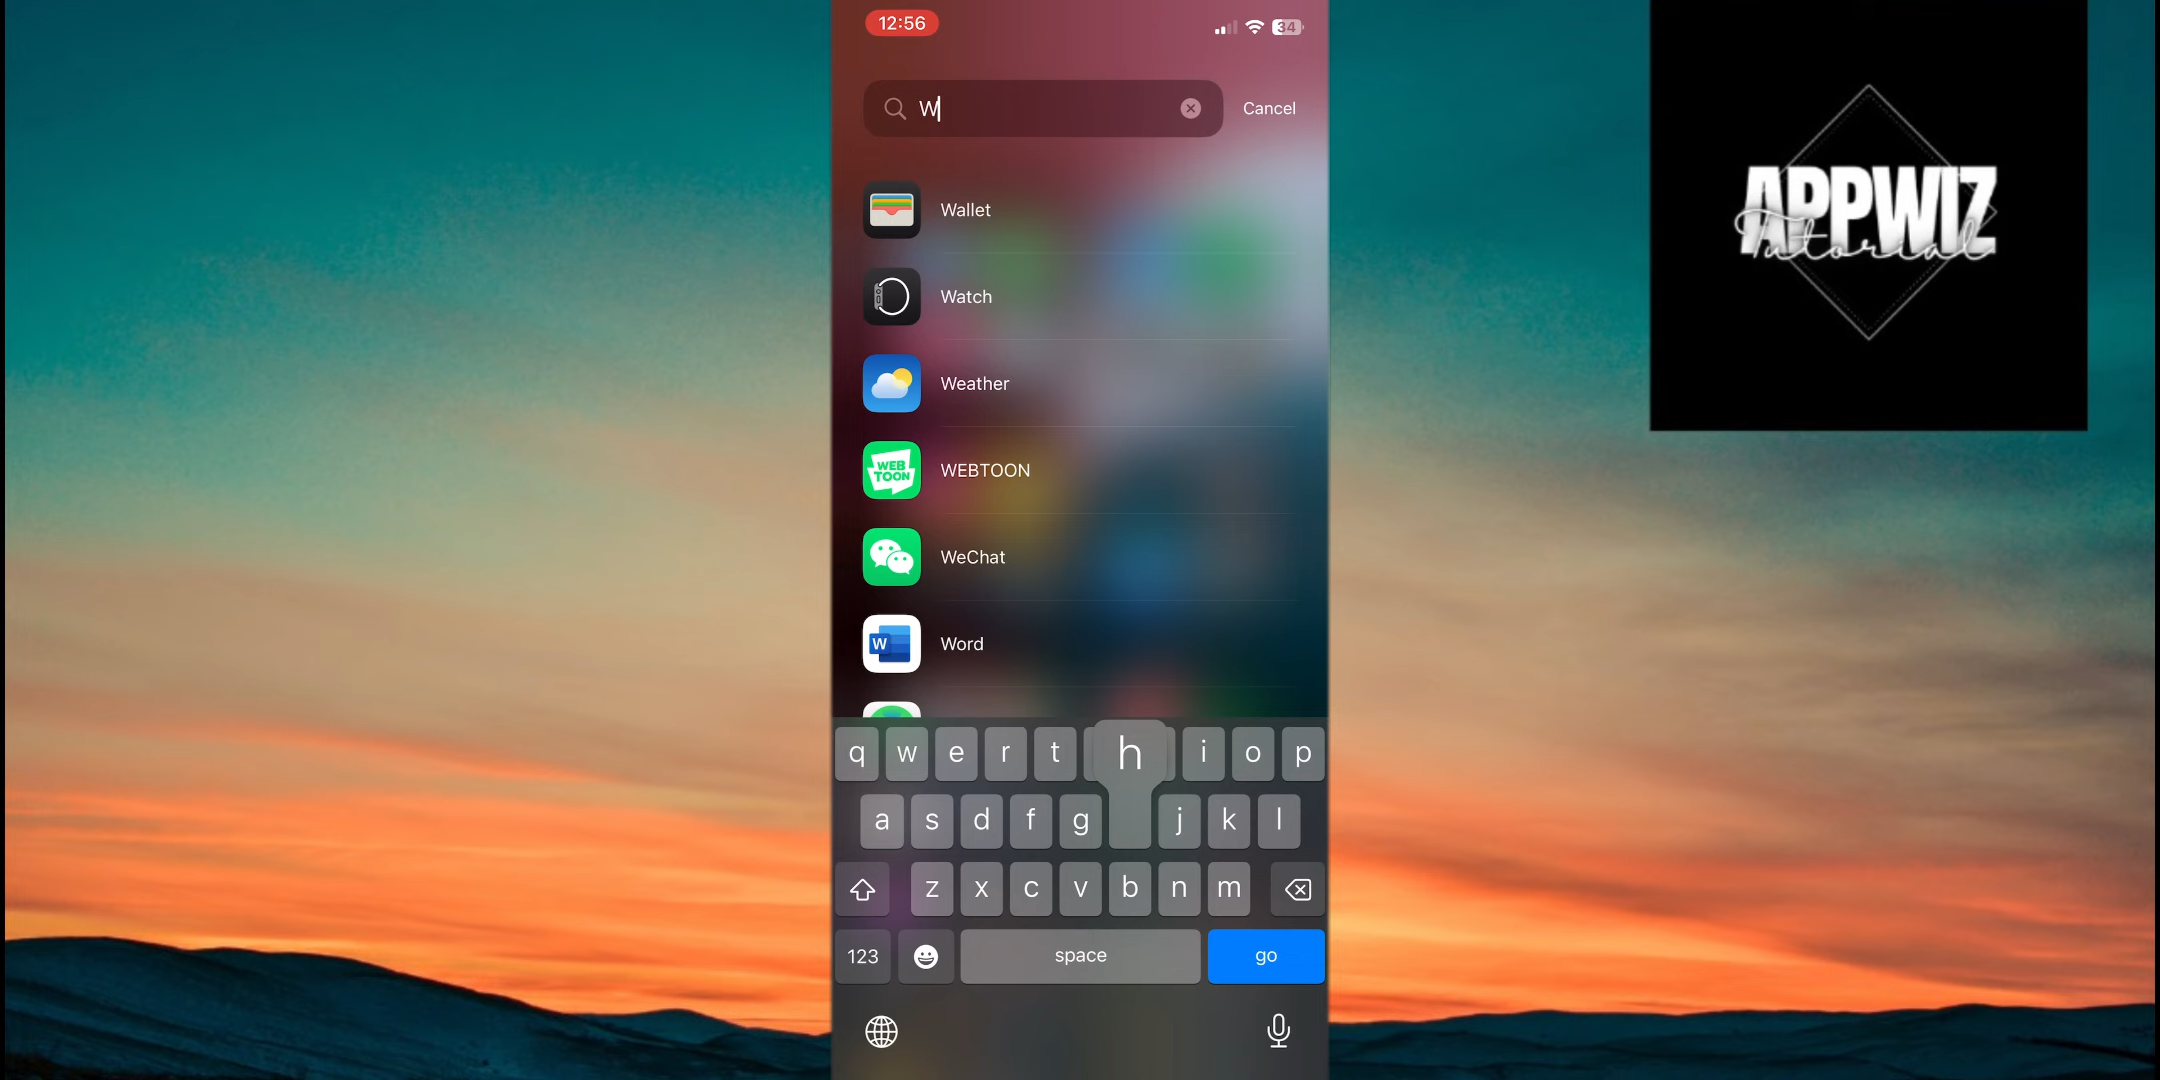 12:56
34
W
Cancel
APPWIZ
Tutorial
Wallet
Watch
Weather
WEB
TOON
WEBTOON
WeChat
W
Word
q w e r t h i o p
a s d f g j k l
z x c v b n m
123
space
go